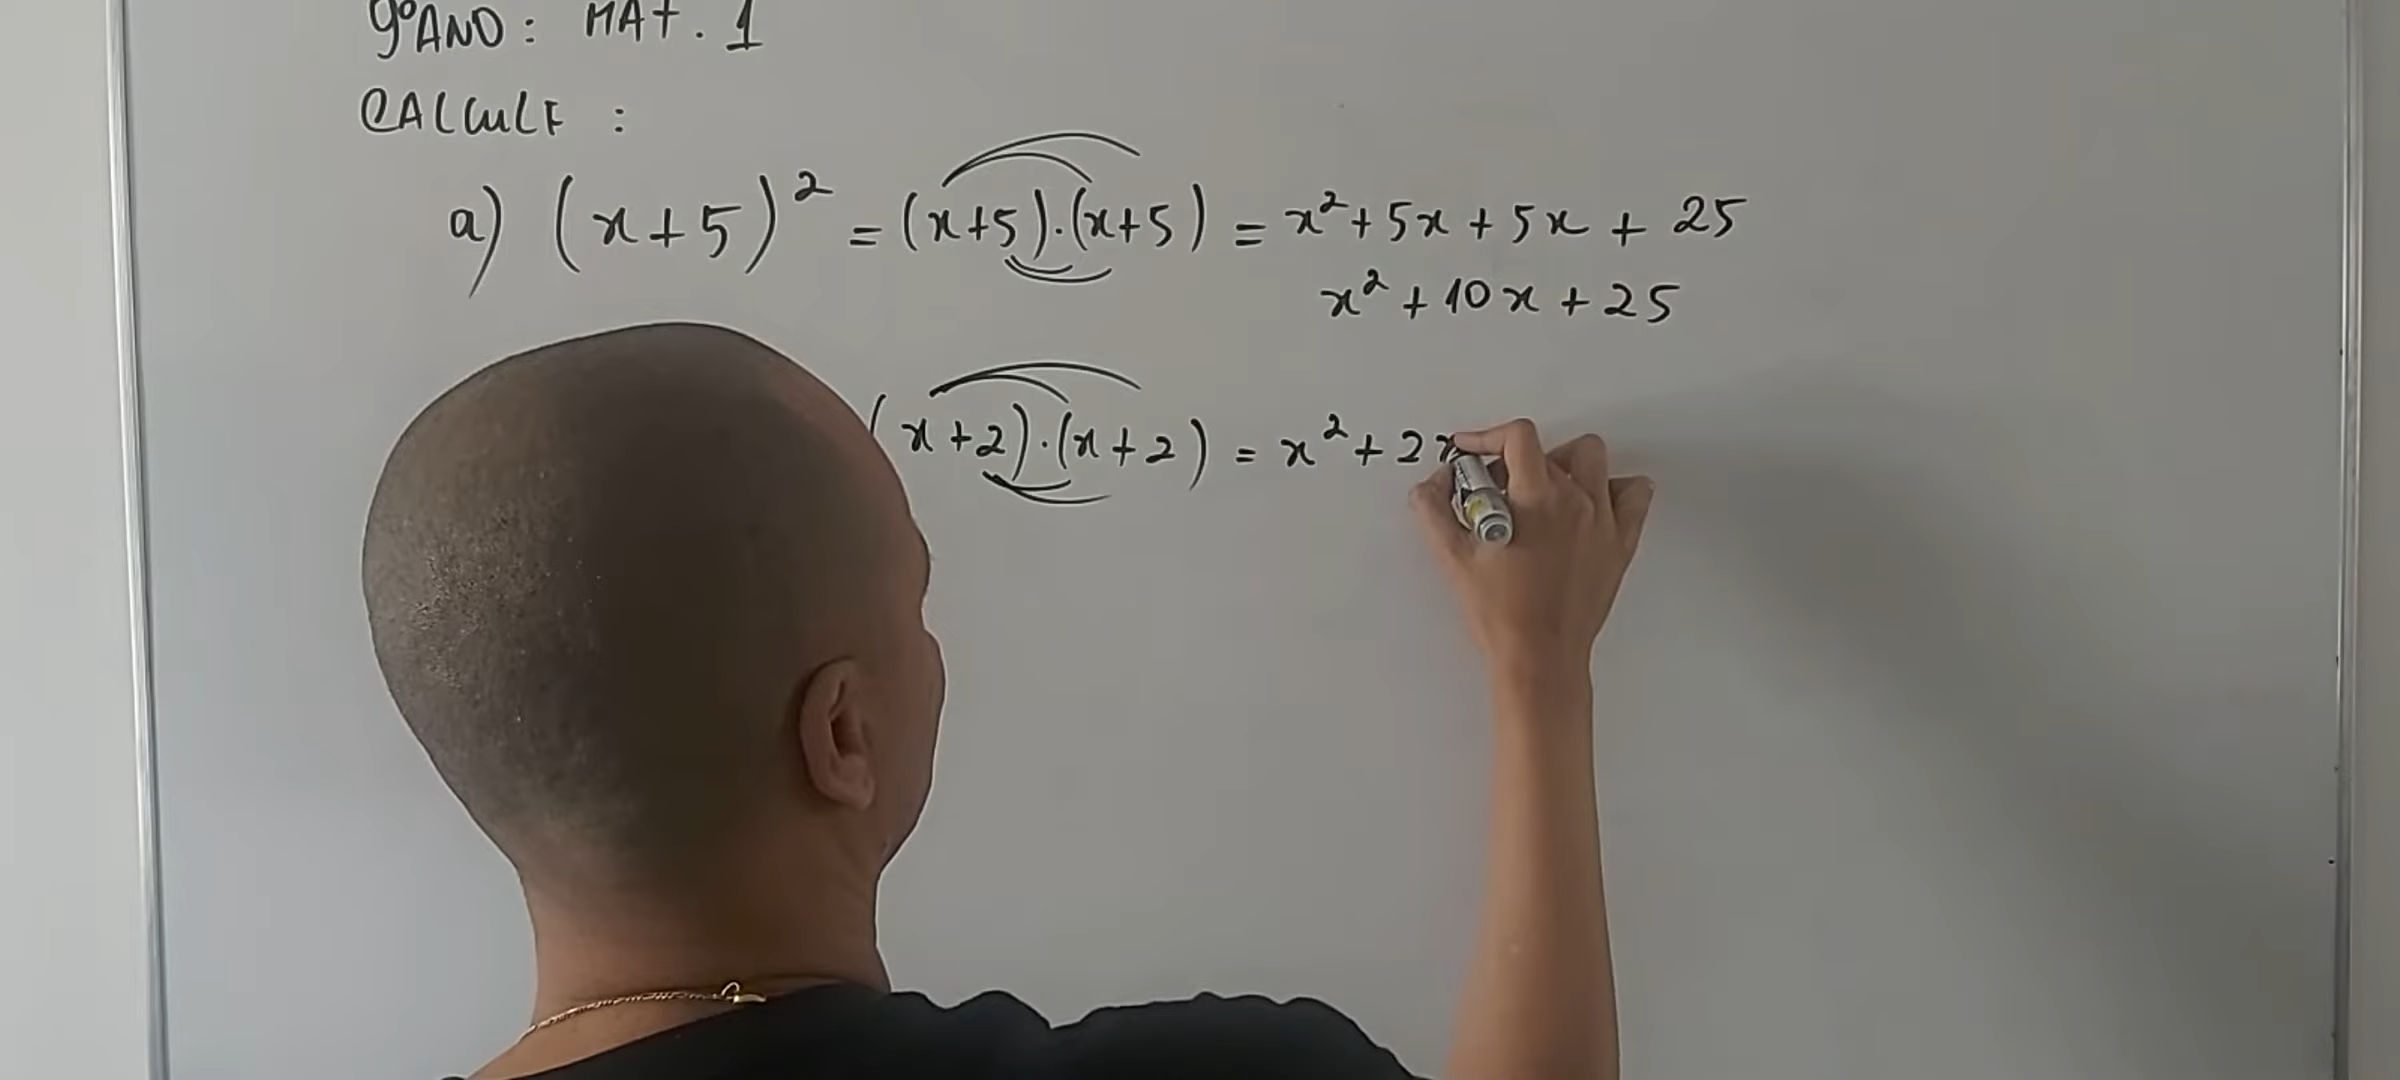 9º ANO: MAT. 1
CALCULE :
a) (x+5)² = (x+5).(x+5) = x² + 5x + 5x + 25
x² + 10x + 25
(x+2).(x+2) = x² + 2x